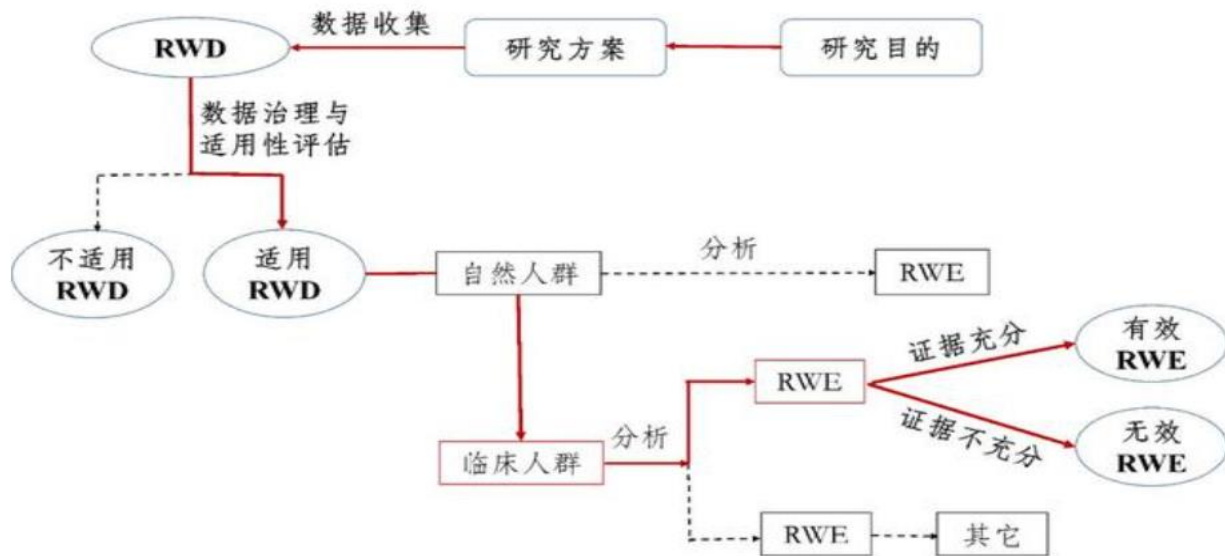 RWD
数据收集
研究方案
研究目的
数据治理与
适用性评估
不适用
RWD
适用
RWD
自然人群
分析
RWE
临床人群
分析
RWE
证据充分
有效
RWE
证据不充分
无效
RWE
RWE
其它